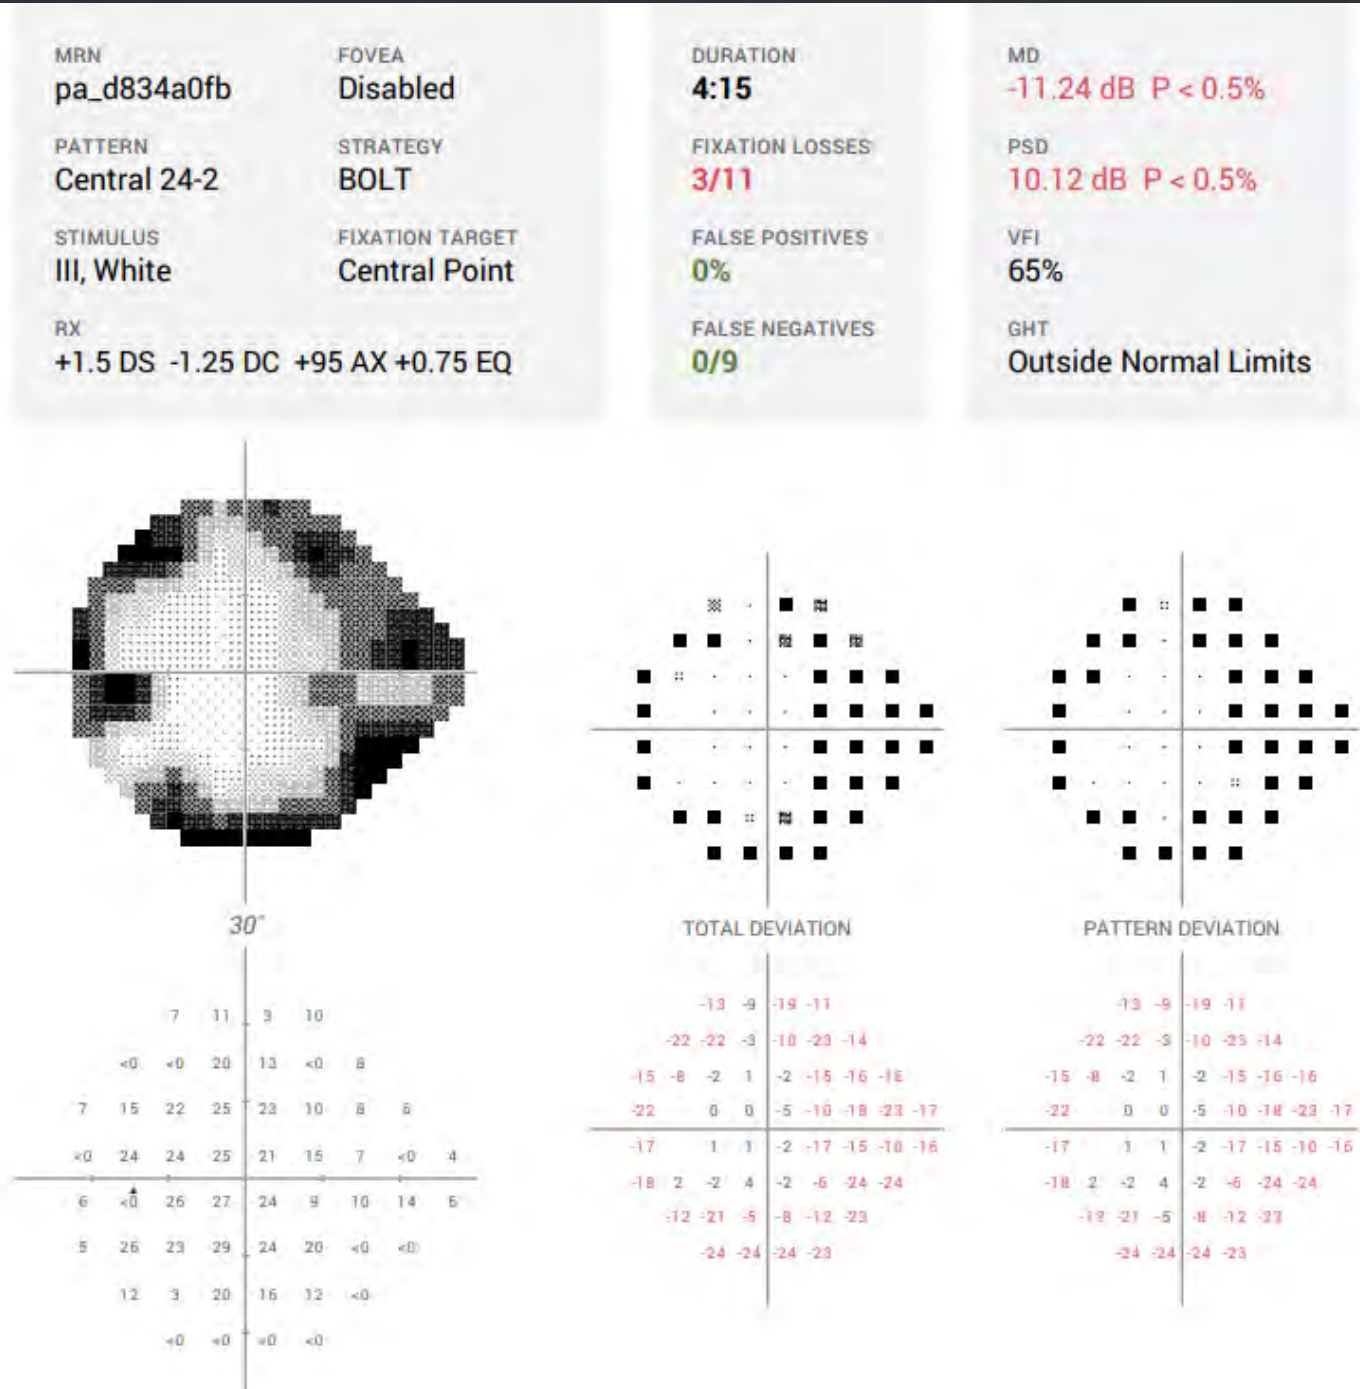 MRN FOVEA DURATION MD
pa_d834a0fb Disabled 4:15 -11.24 dB P < 0.5%
PATTERN STRATEGY FIXATION LOSSES PSD
Central 24-2 BOLT 3/11 10.12 dB P < 0.5%
STIMULUS FIXATION TARGET FALSE POSITIVES VFI
III, White Central Point 0% 65%
RX FALSE NEGATIVES GHT
+1.5 DS -1.25 DC +95 AX +0.75 EQ 0/9 Outside Normal Limits
30°
7 11 3 10
<0 <0 20 13 <0 8
7 15 22 25 23 10 8 6
<0 24 24 25 21 15 7 <0 4
6 <0 26 27 24 9 10 14 6
5 26 23 29 24 20 <0 <0
12 3 20 16 12 <0
<0 <0 <0 <0
TOTAL DEVIATION
-13 -9 -19 -11
-22 -22 -3 -10 -23 -14
-15 -8 -2 1 -2 -15 -16 -16
-22 0 0 -5 -10 -18 -23 -17
-17 1 1 -2 -17 -15 -10 -16
-18 2 -2 4 -2 -6 -24 -24
-12 -21 -5 -8 -12 -23
-24 -24 -24 -23
PATTERN DEVIATION
-13 -9 -19 -11
-22 -22 -3 -10 -23 -14
-15 -8 -2 1 -2 -15 -16 -16
-22 0 0 -5 -10 -18 -23 -17
-17 1 1 -2 -17 -15 -10 -16
-18 2 -2 4 -2 -6 -24 -24
-21 -5 -8 -12 -23
-24 -24 -24 -23